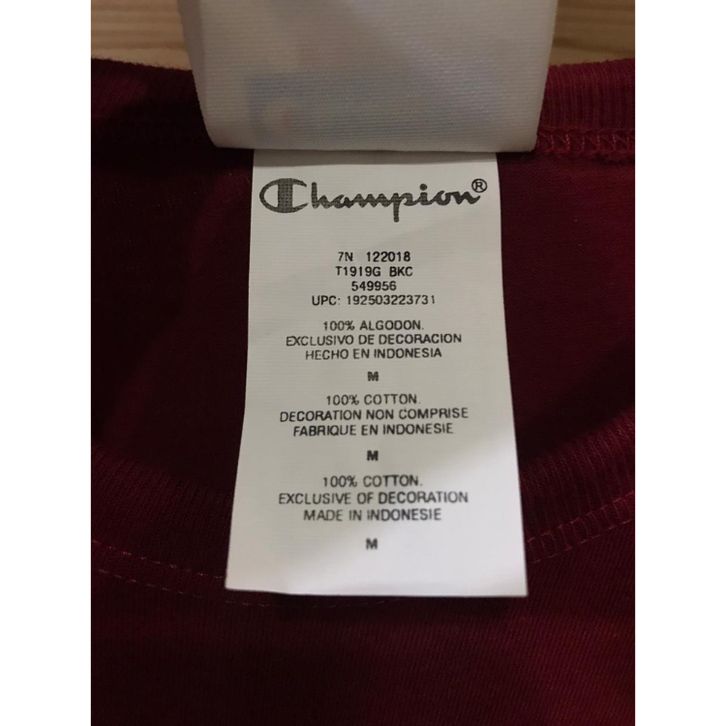 Champion®
7N 122018
T1919G BKC
549956
UPC: 192503223731
100% ALGODON.
EXCLUSIVO DE DECORACION
HECHO EN INDONESIA
M
100% COTTON.
DECORATION NON COMPRISE
FABRIQUE EN INDONESIE
M
100% COTTON.
EXCLUSIVE OF DECORATION
MADE IN INDONESIE
M